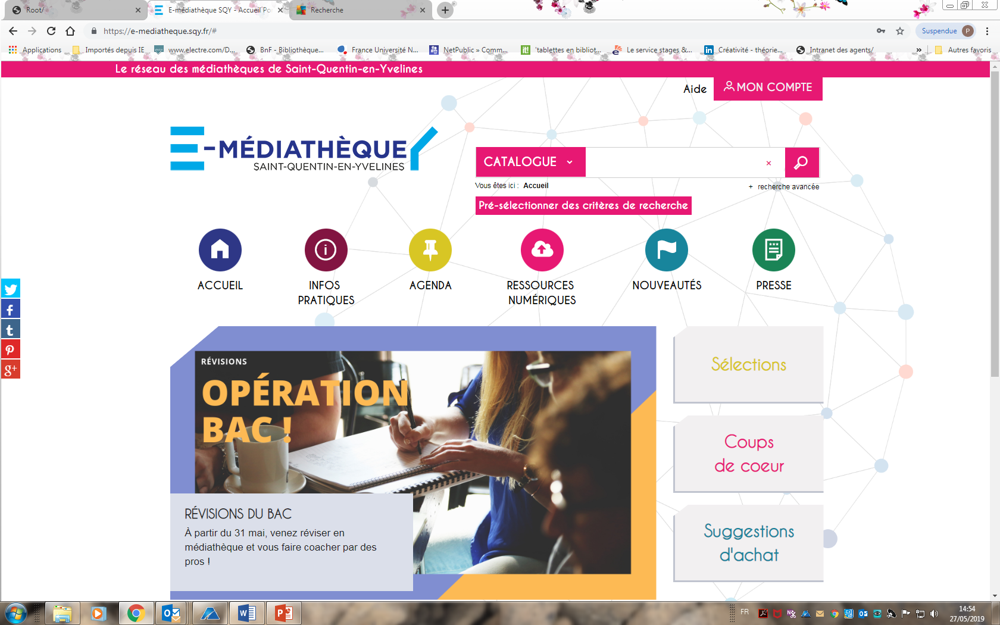 Root/
E-médiathèque SQY - Accueil Po
Recherche
https://e-mediatheque.sqy.fr/#
Suspendue P
Applications
Importés depuis IE
www.electre.com/D...
BnF - Bibliothèque...
France Université N...
NetPublic » Comm...
'tablettes en bibliot...
Le service stages &...
Créativité - théorie...
Intranet des agents/
»
Autres favoris
Le réseau des médiathèques de Saint-Quentin-en-Yvelines
Aide
MON COMPTE
E-MÉDIATHÈQUE
SAINT-QUENTIN-EN-YVELINES
CATALOGUE
×
Vous êtes ici : Accueil
+ recherche avancée
Pré-sélectionner des critères de recherche
ACCUEIL
INFOS
PRATIQUES
AGENDA
RESSOURCES
NUMÉRIQUES
NOUVEAUTÉS
PRESSE
RÉVISIONS
OPÉRATION
BAC !
RÉVISIONS DU BAC
À partir du 31 mai, venez réviser en
médiathèque et vous faire coacher par des
pros !
Sélections
Coups
de coeur
Suggestions
d'achat
FR
14:54
27/05/2019